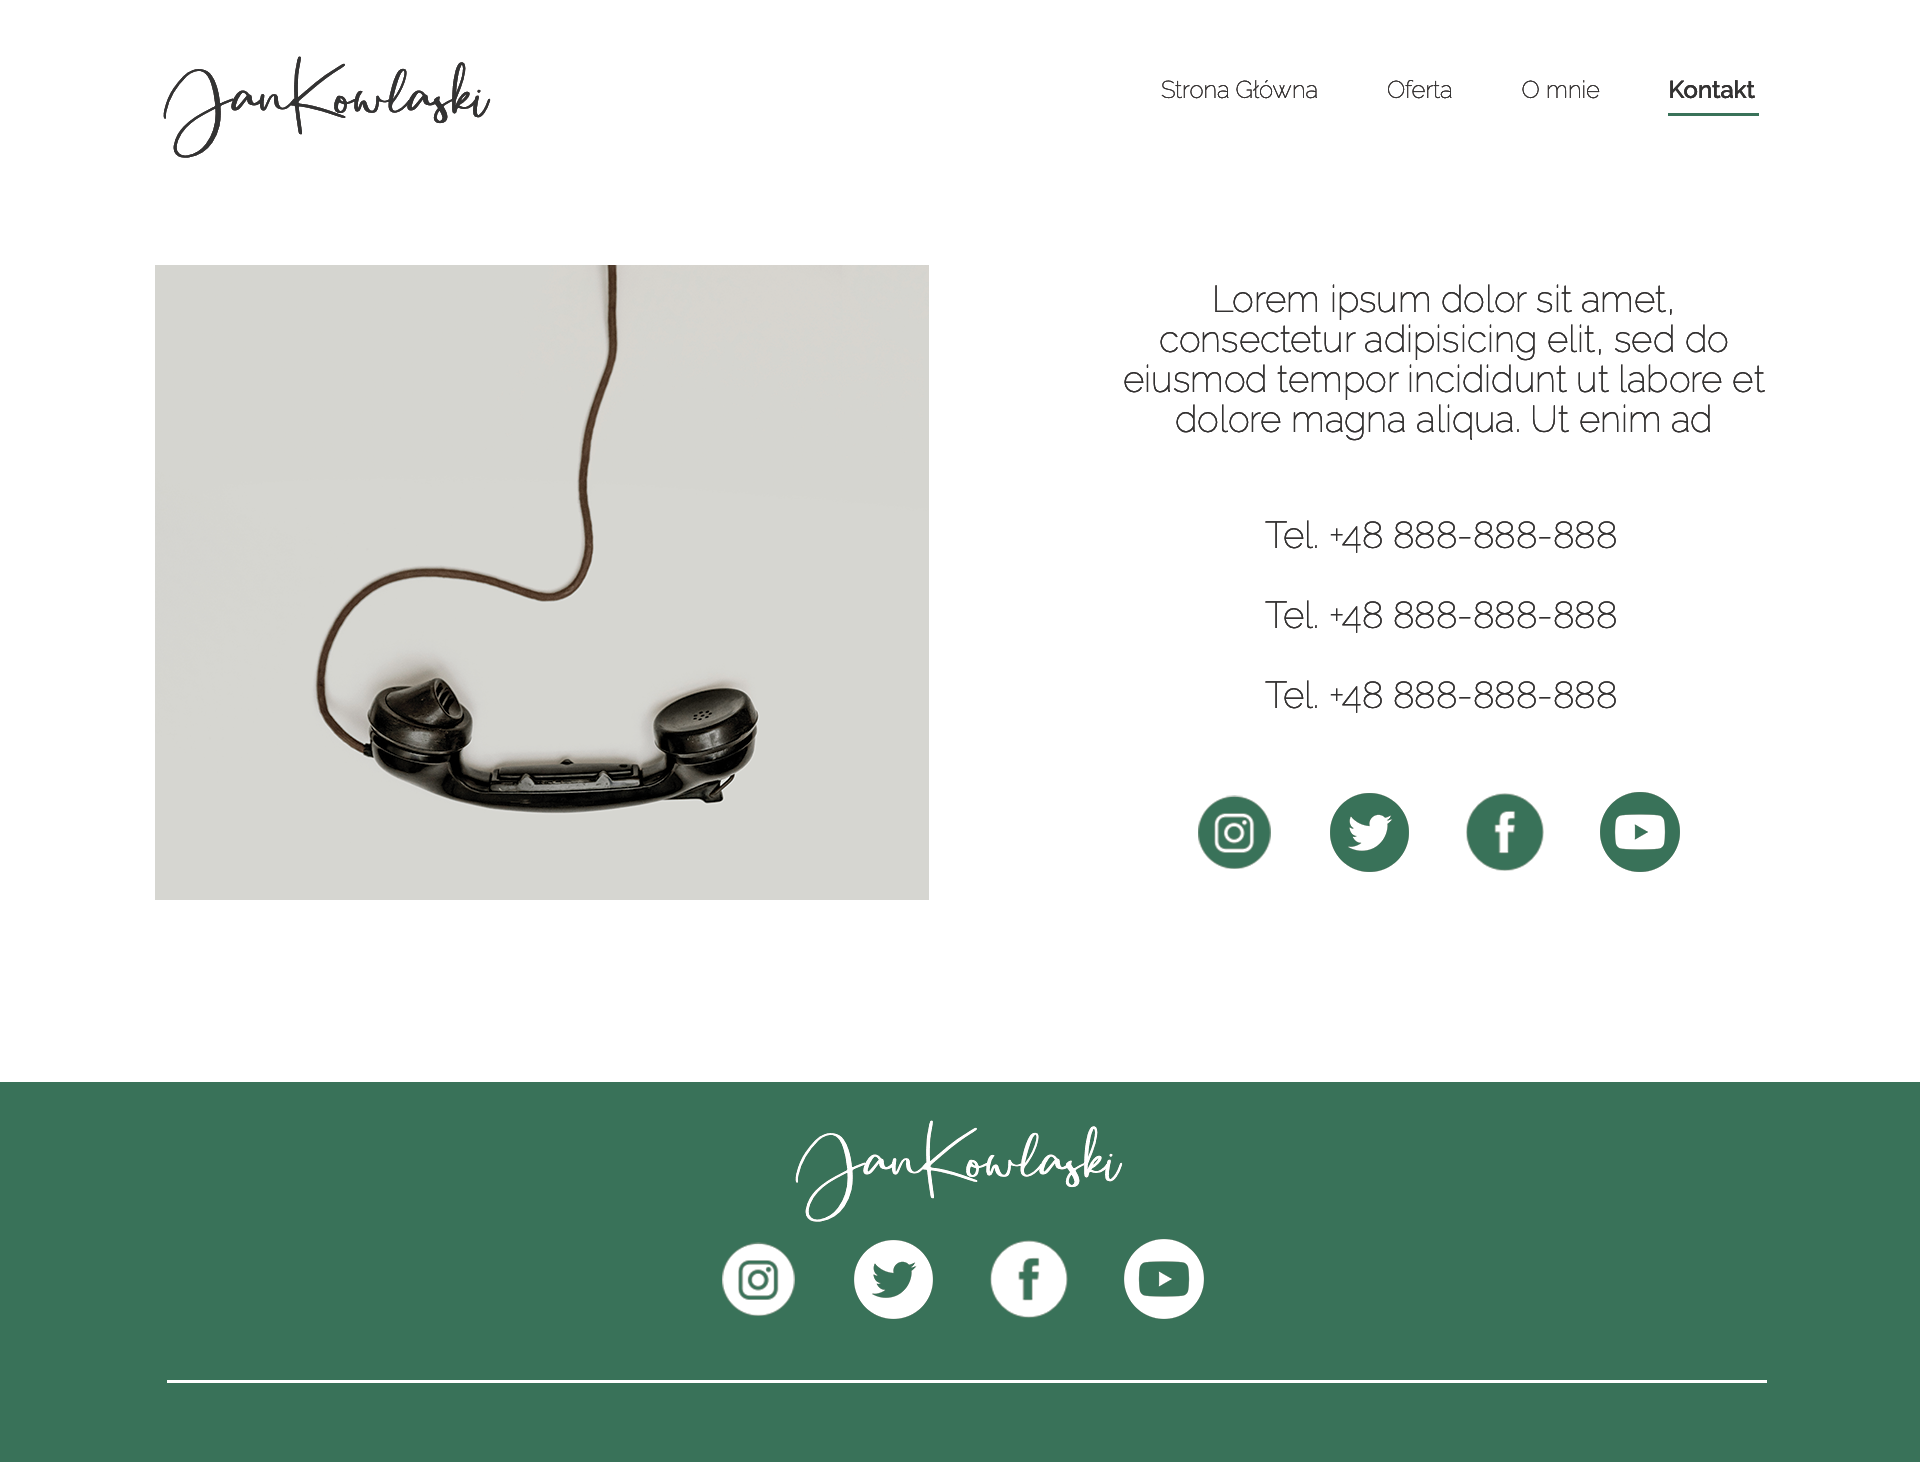 JanKowlaski
Strona Główna
Oferta
O mnie
Kontakt
Lorem ipsum dolor sit amet,
consectetur adipisicing elit, sed do
eiusmod tempor incididunt ut labore et
dolore magna aliqua. Ut enim ad
Tel. +48 888-888-888
Tel. +48 888-888-888
Tel. +48 888-888-888
JanKowlaski